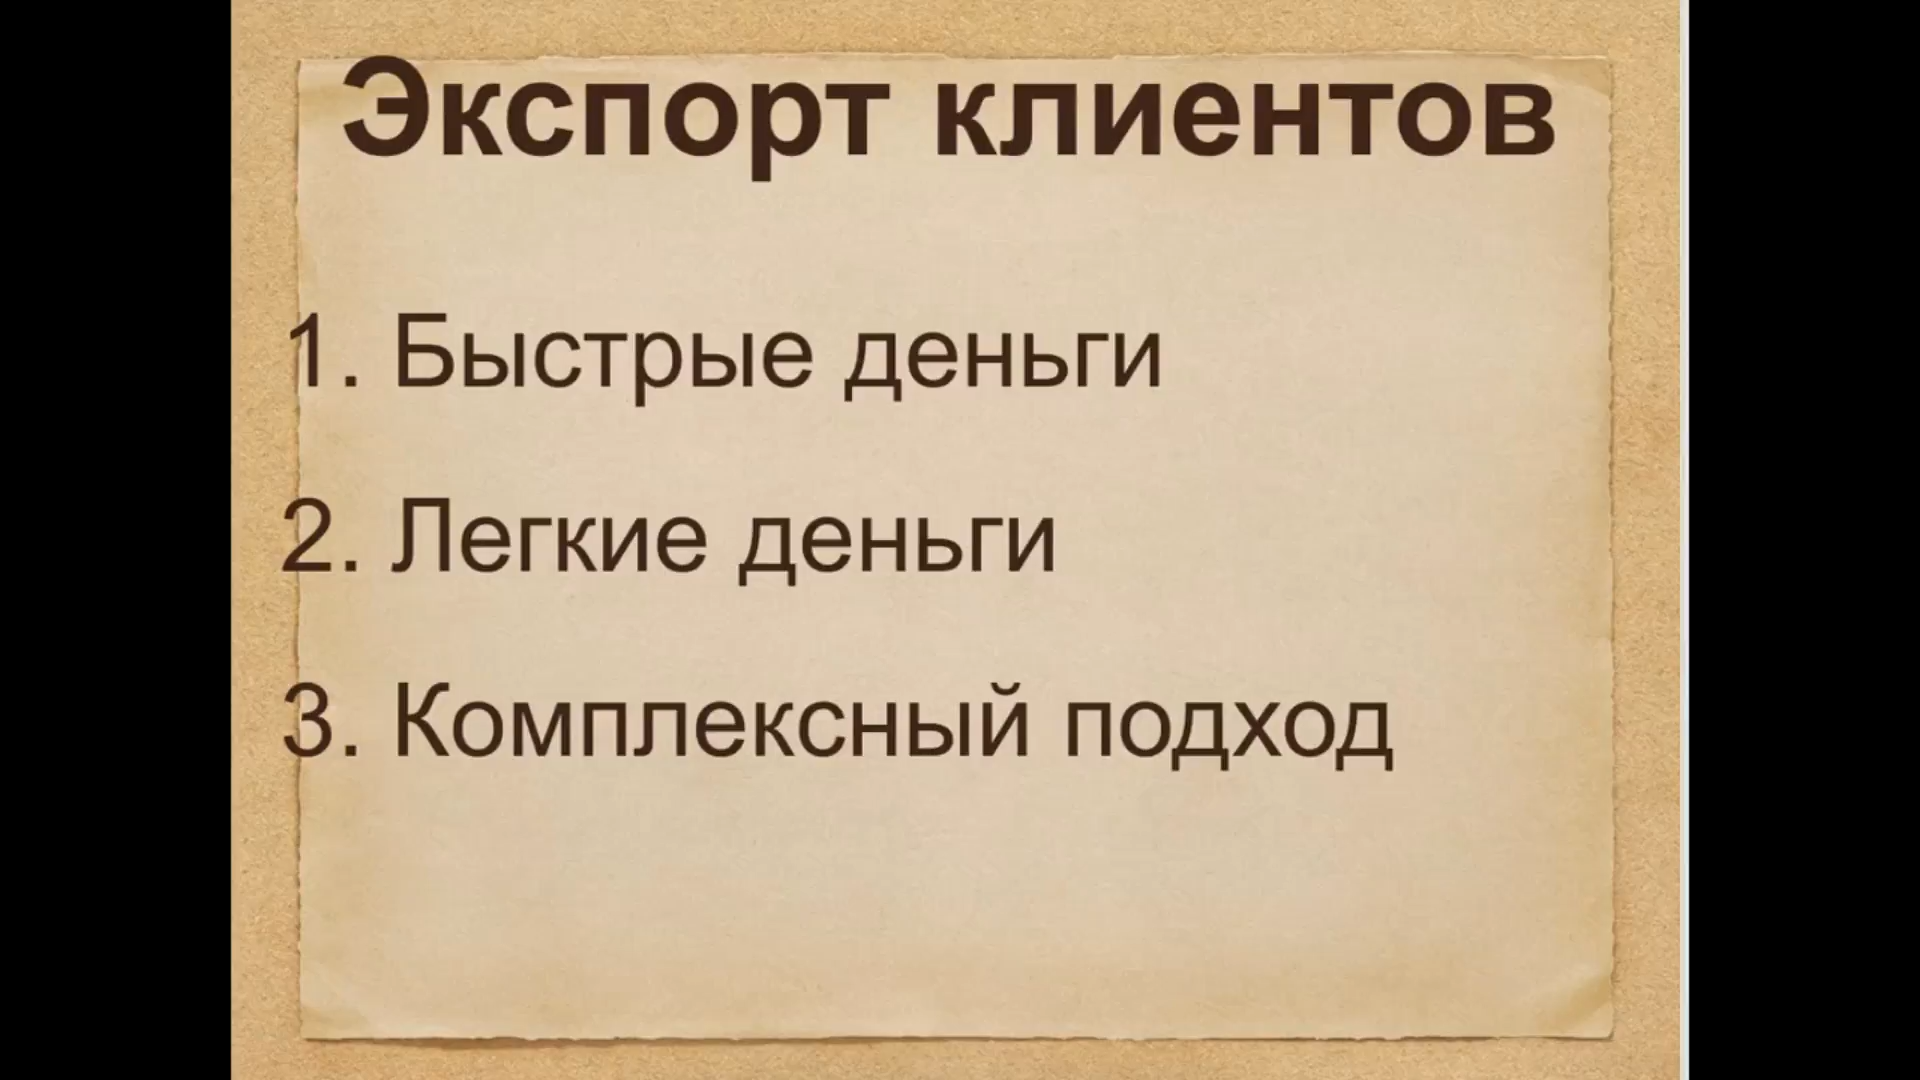 Экспорт клиентов
1. Быстрые деньги
2. Легкие деньги
3. Комплексный подход